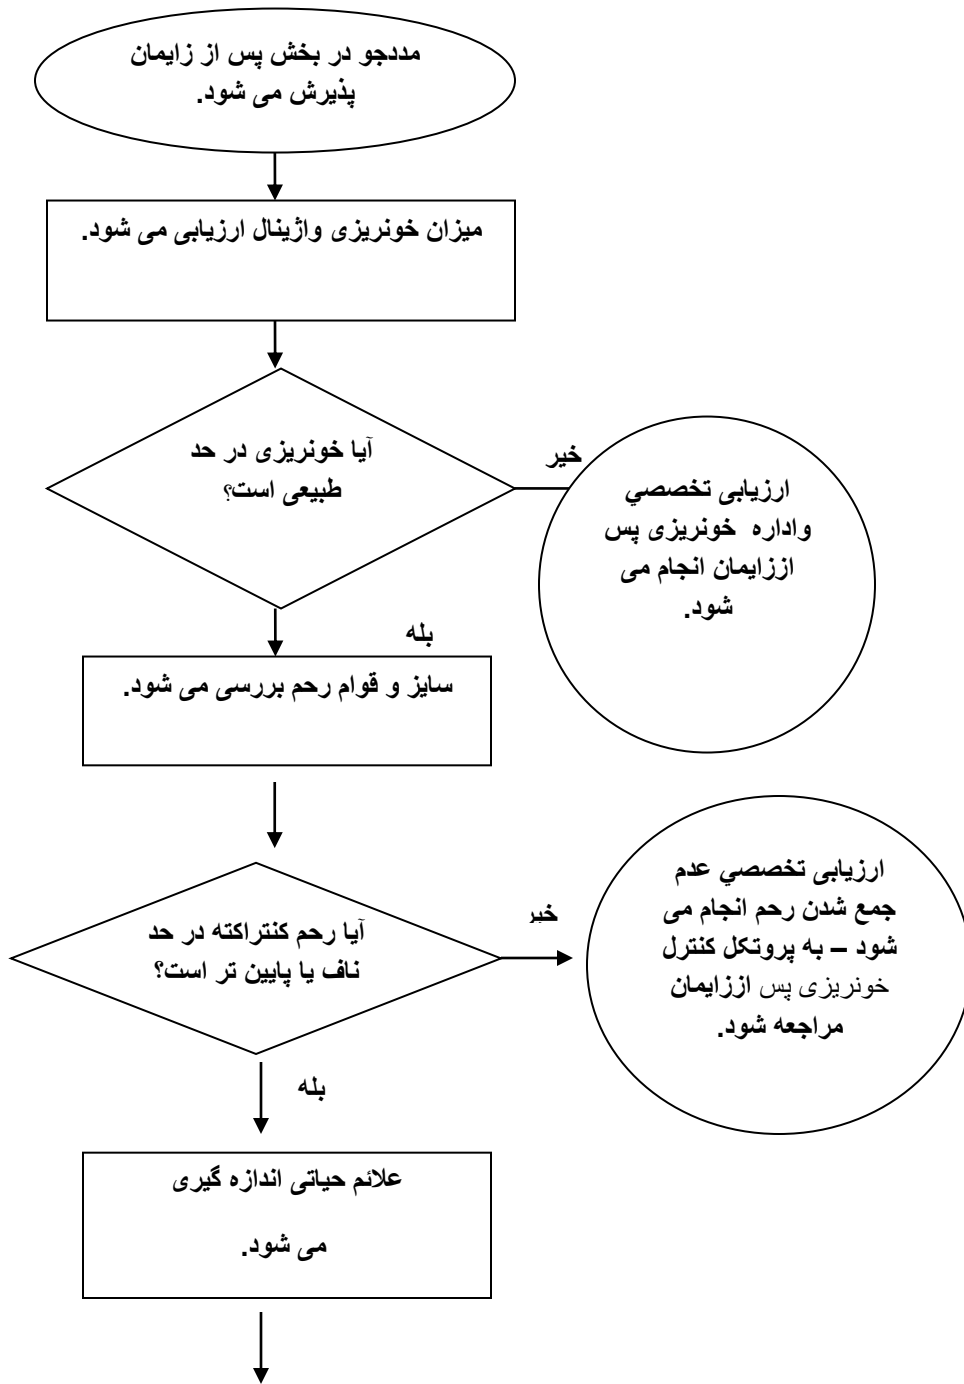 مددجو در بخش پس از زایمان
پذیرش می شود.
میزان خونریزی واژینال ارزیابی می شود.
آیا خونریزی در حد
طبیعی است؟
خیر
ارزیابی تخصصي
واداره خونریزی پس
اززایمان انجام می
شود.
بله
سایز و قوام رحم بررسی می شود.
آیا رحم کنتراکته در حد
ناف یا پایین تر است؟
خیر
ارزیابی تخصصي عدم
جمع شدن رحم انجام می
شود – به پروتکل کنترل
خونریزی پس اززایمان
مراجعه شود.
بله
علائم حیاتی اندازه گیری
می شود.